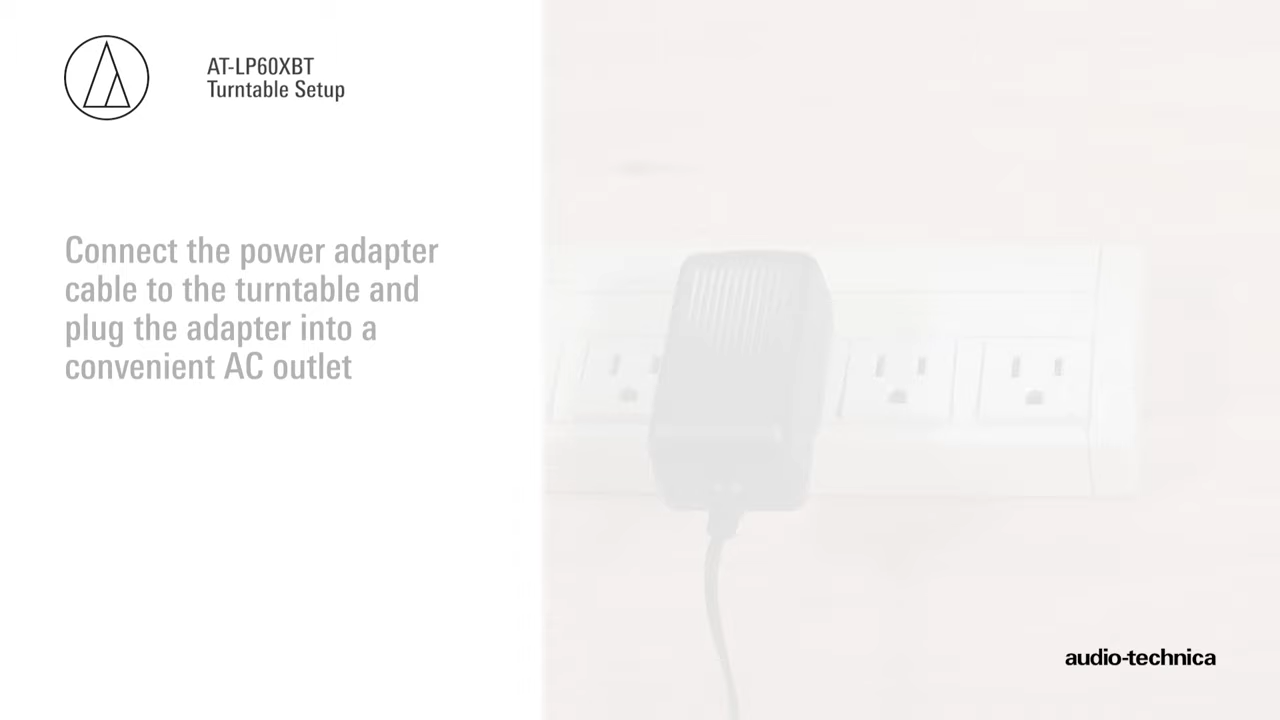 AT-LP60XBT
Turntable Setup
Connect the power adapter
cable to the turntable and
plug the adapter into a
convenient AC outlet
audio-technica